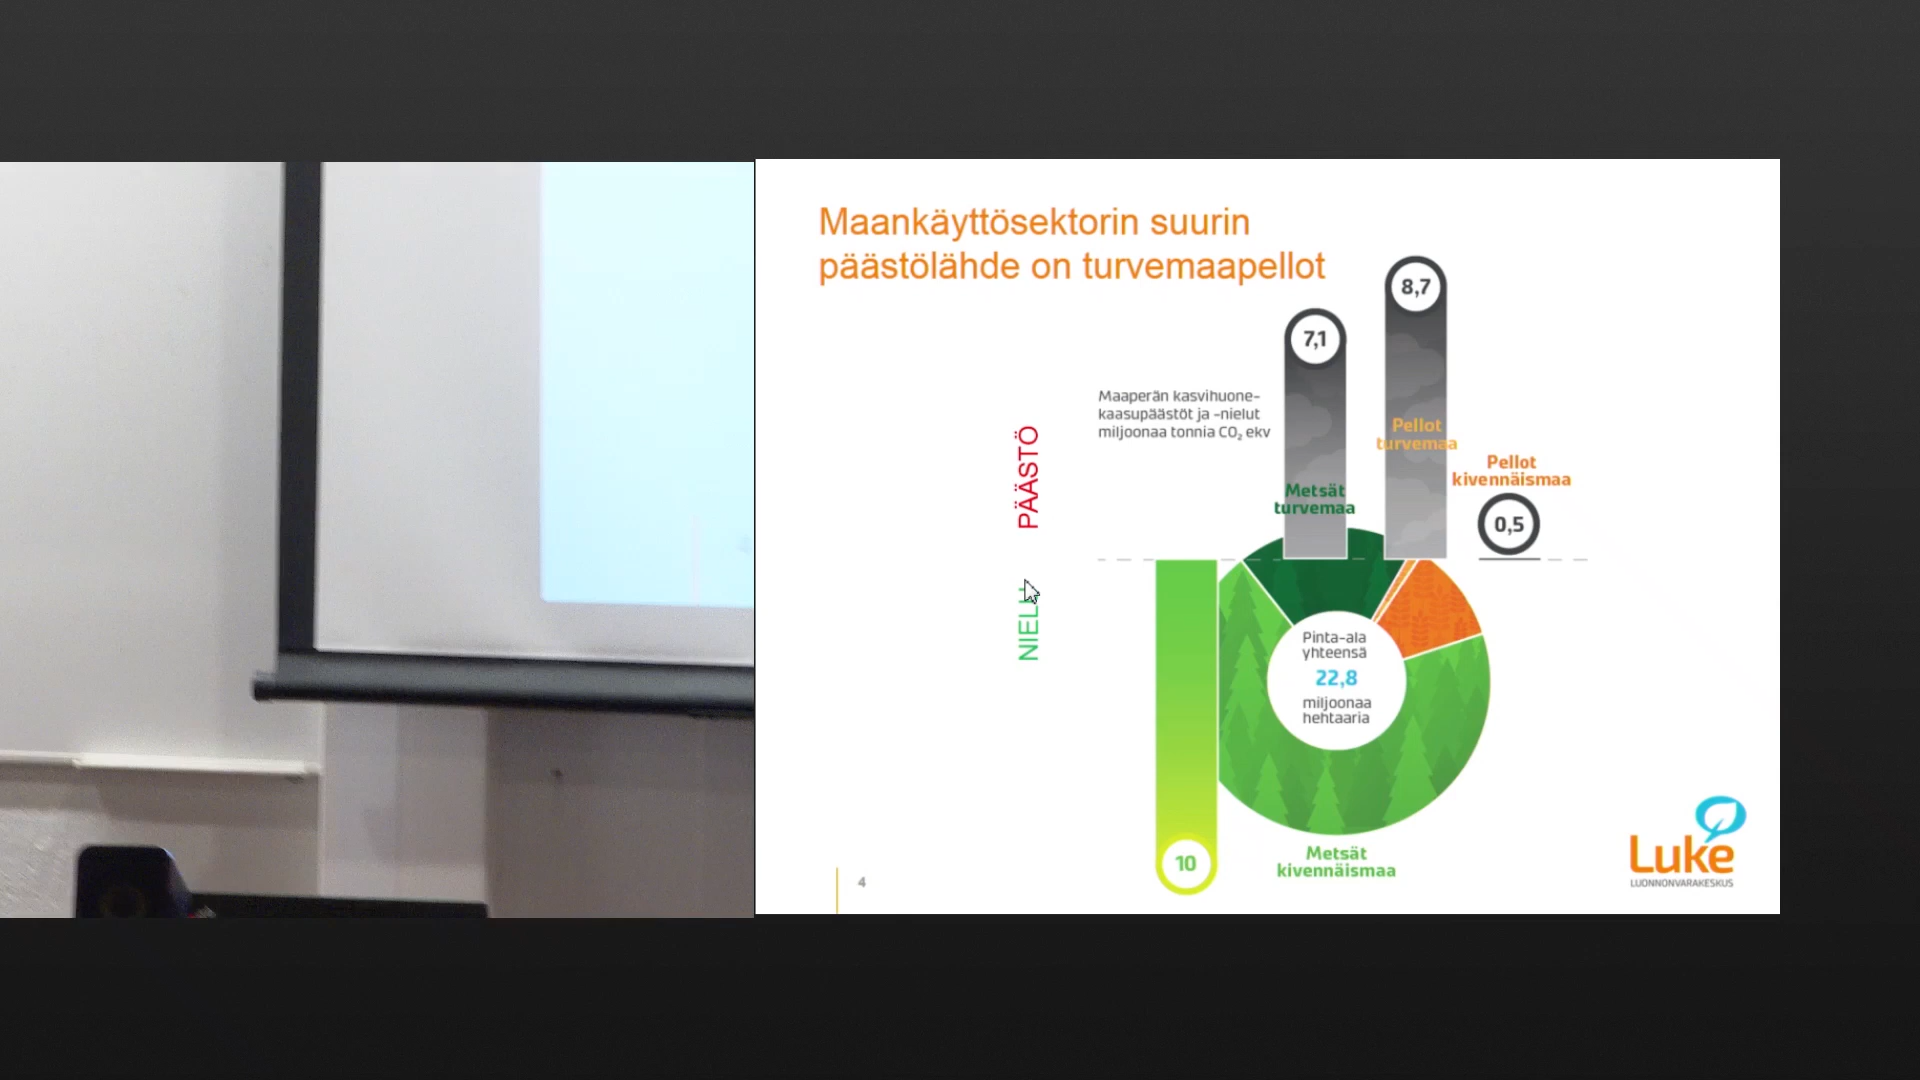 Maankäyttösektorin suurin
päästölähde on turvemaapellot
8,7
7,1
Maaperän kasvihuone-
kaasupäästöt ja -nielut
miljoonaa tonnia CO₂ ekv
PÄÄSTÖ
Pellot
turvemaa
Pellot
kivennäismaa
Metsät
turvemaa
0,5
NIELU
Pinta-ala
yhteensä
22,8
miljoonaa
hehtaaria
10
Metsät
kivennäismaa
4
Luke
LUONNONVARAKESKUS